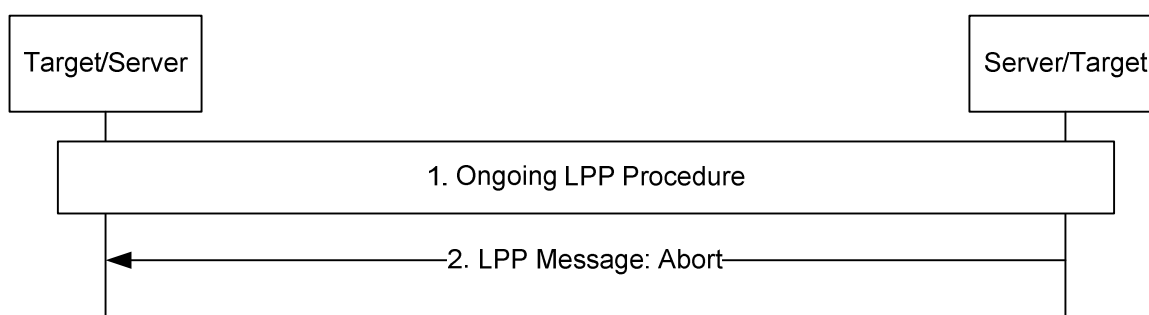 Target/Server
Server/Target
1. Ongoing LPP Procedure
2. LPP Message: Abort